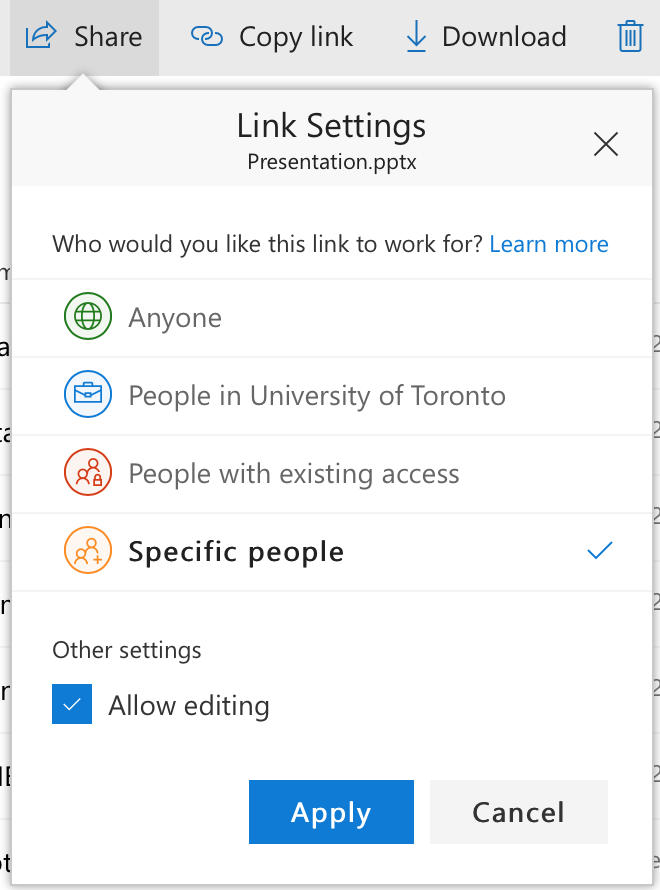 Share Copy link Download
Link Settings
Presentation.pptx
Who would you like this link to work for? Learn more
Anyone
People in University of Toronto
People with existing access
Specific people
Other settings
Allow editing
Apply Cancel